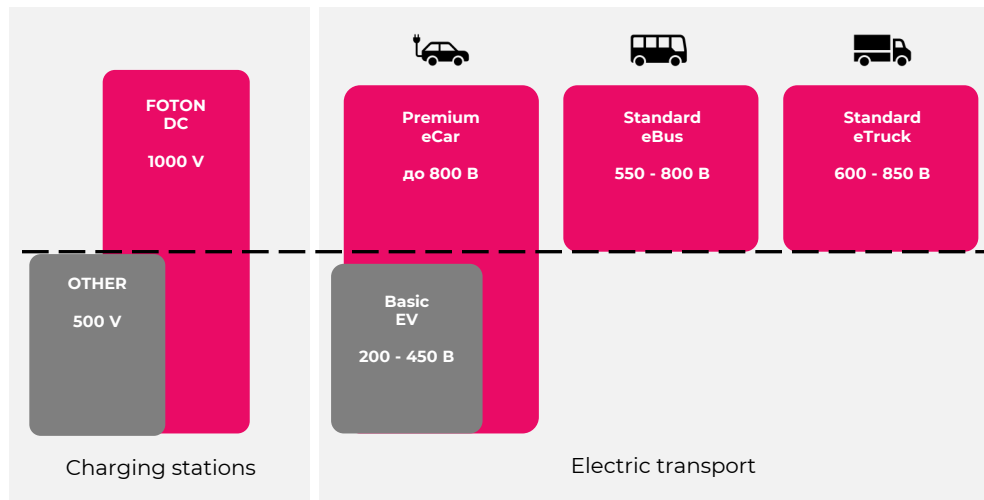 FOTON
DC
1000 V
OTHER
500 V
Charging stations
Premium
eCar
до 800 В
Basic
EV
200 - 450 В
Standard
eBus
550 - 800 В
Standard
eTruck
600 - 850 В
Electric transport